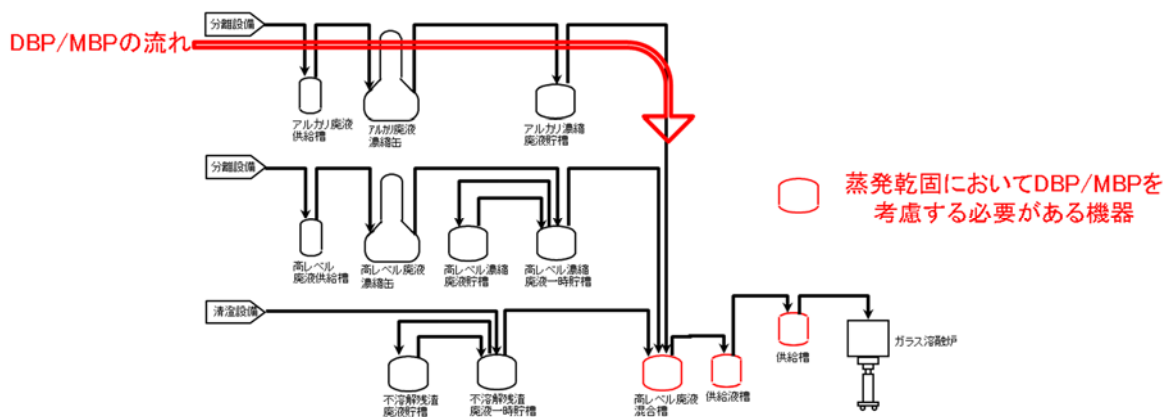 分離設備
DBP/MBPの流れ
アルカリ廃液
供給槽
アルカリ廃液
濃縮缶
アルカリ濃縮
廃液貯槽
分離設備
蒸発乾固においてDBP/MBPを
考慮する必要がある機器
高レベル
廃液供給槽
高レベル廃液
濃縮缶
高レベル濃縮
廃液貯槽
高レベル濃縮
廃液一時貯槽
清澄設備
不溶解残渣
廃液貯槽
不溶解残渣
廃液一時貯槽
高レベル廃液
混合槽
供給液槽
供給槽
ガラス溶融炉